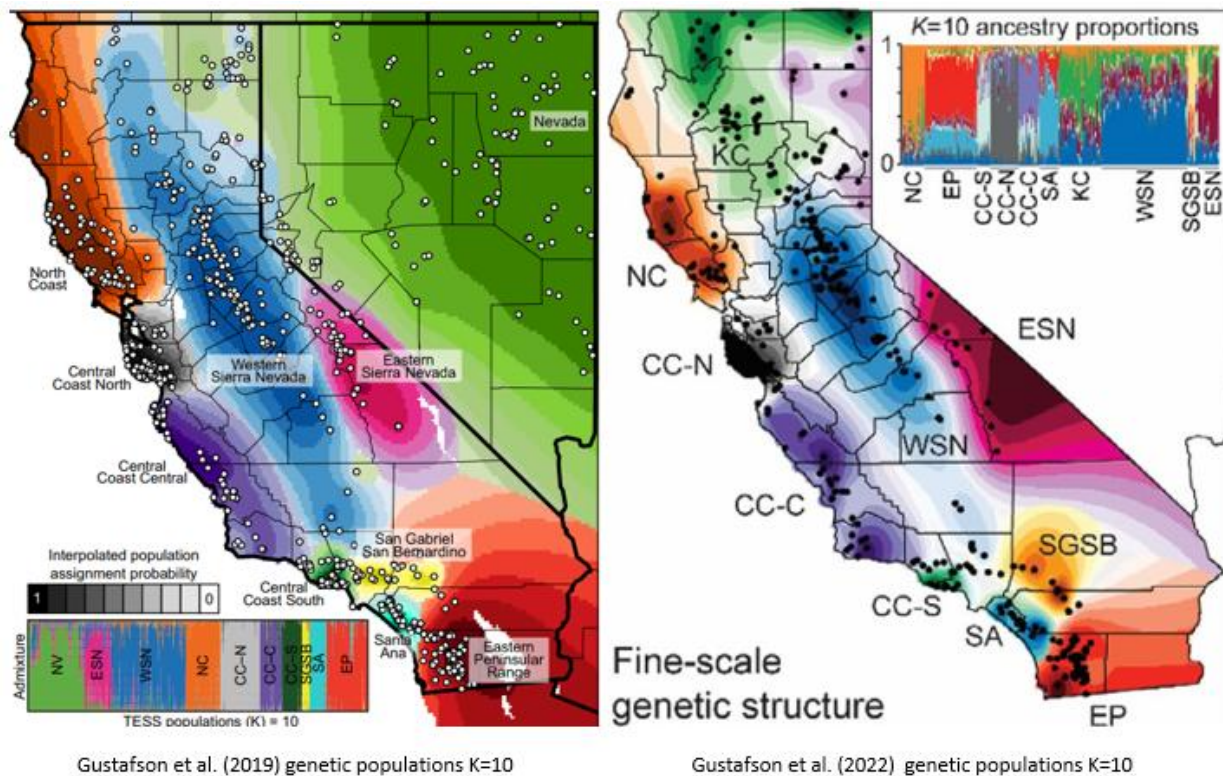 Nevada
North
Coast
Central
Coast North
Western
Sierra Nevada
Eastern
Sierra Nevada
Central
Coast Central
San Gabriel
San Bernardino
Interpolated population
assignment probability
1
0
Central
Coast South
Santa
Ana
Eastern
Peninsular
Range
Admixture
NV
ESN
WSN
NC
CC-N
CC-C
CC-S
SGSB
SA
EP
TESS populations (K) = 10
Gustafson et al. (2019) genetic populations K=10
K=10 ancestry proportions
1
0
NC
EP
CC-S
CC-N
CC-C
SA
KC
WSN
SGSB
ESN
KC
NC
ESN
CC-N
WSN
CC-C
SGSB
CC-S
SA
EP
Fine-scale
genetic structure
Gustafson et al. (2022) genetic populations K=10